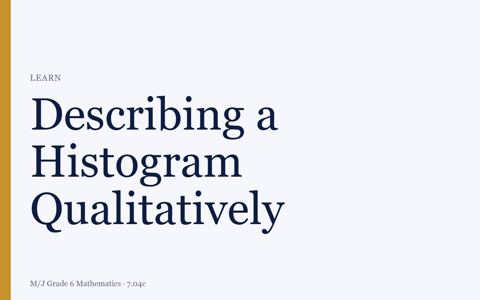 LEARN
Describing a
Histogram
Qualitatively
M/J Grade 6 Mathematics · 7.04c